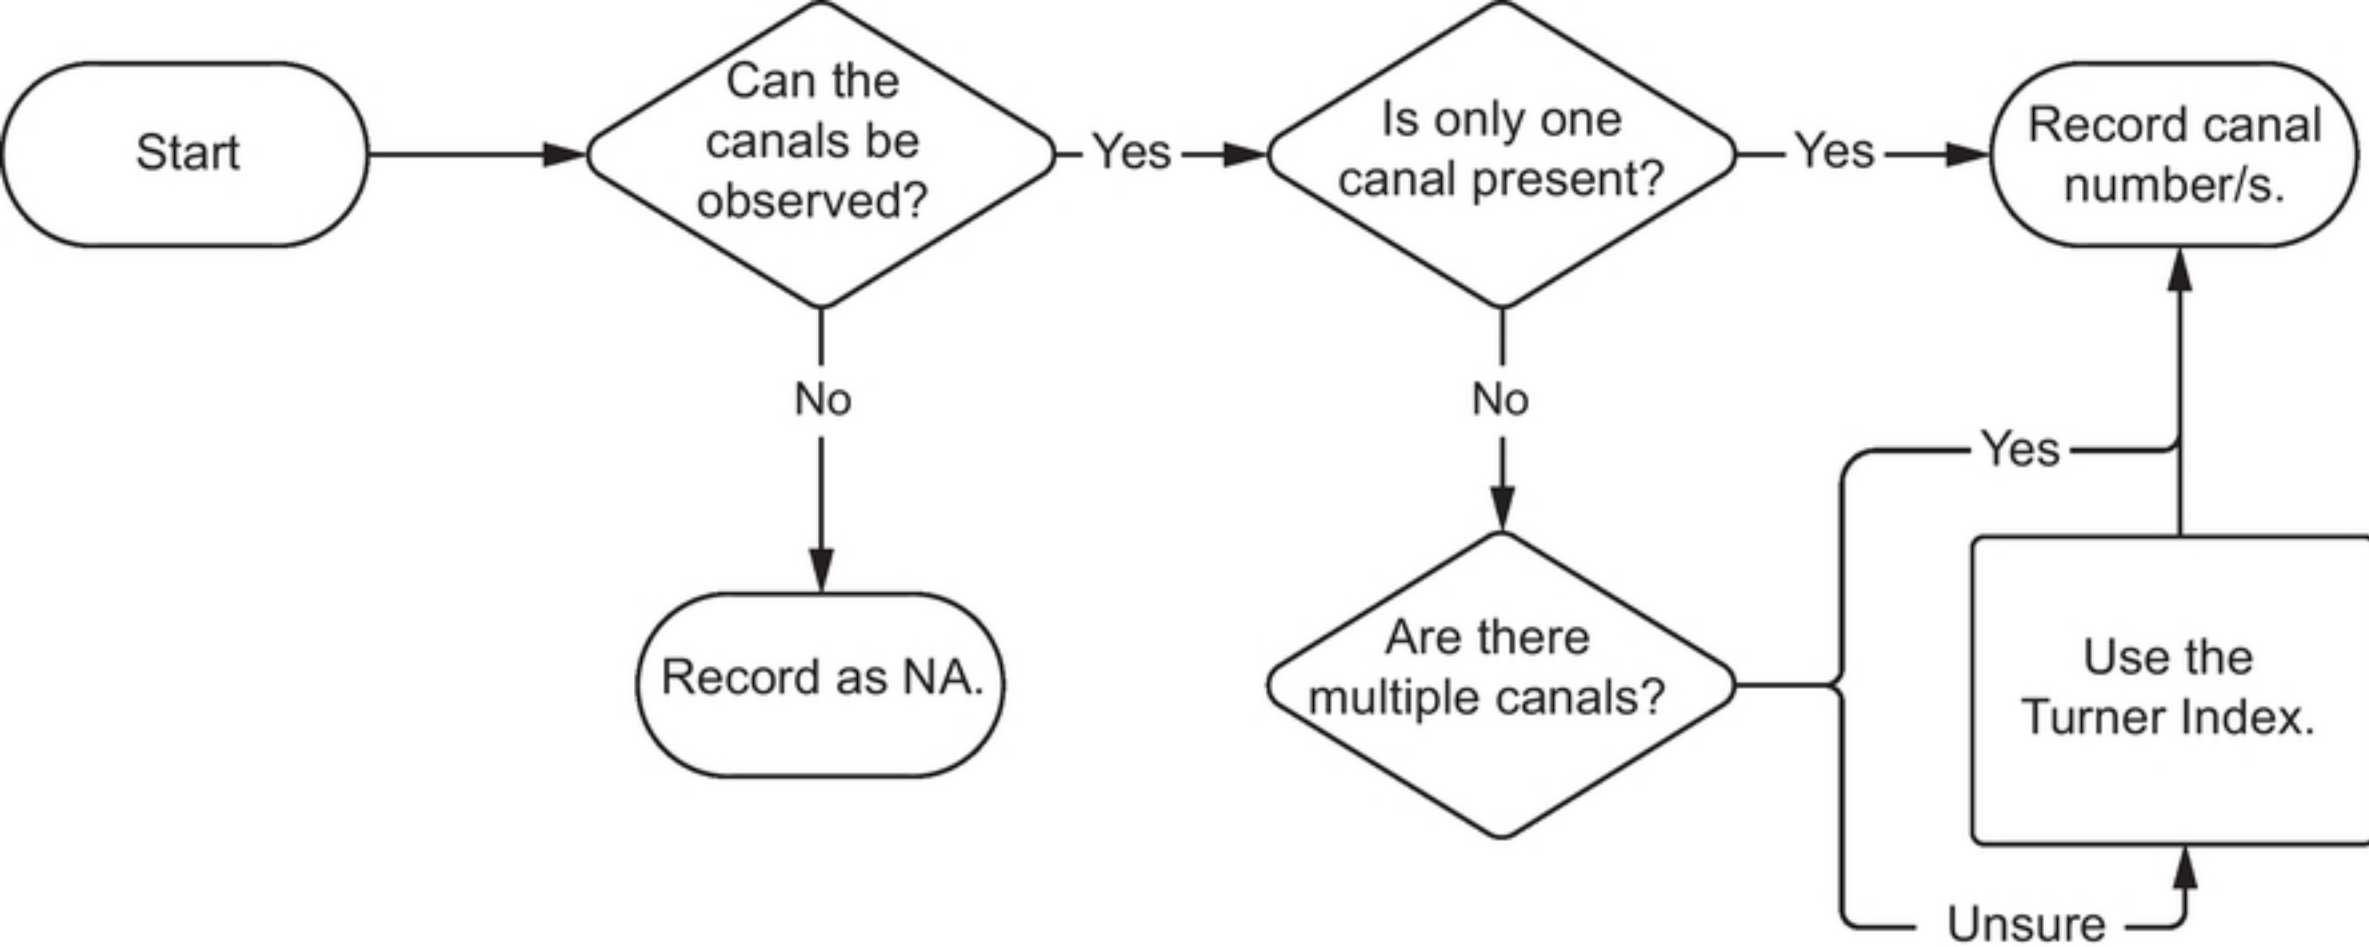 Start
Can the
canals be
observed?
Yes
Is only one
canal present?
Yes
Record canal
number/s.
No
No
Record as NA.
Are there
multiple canals?
Yes
Use the
Turner Index.
Unsure